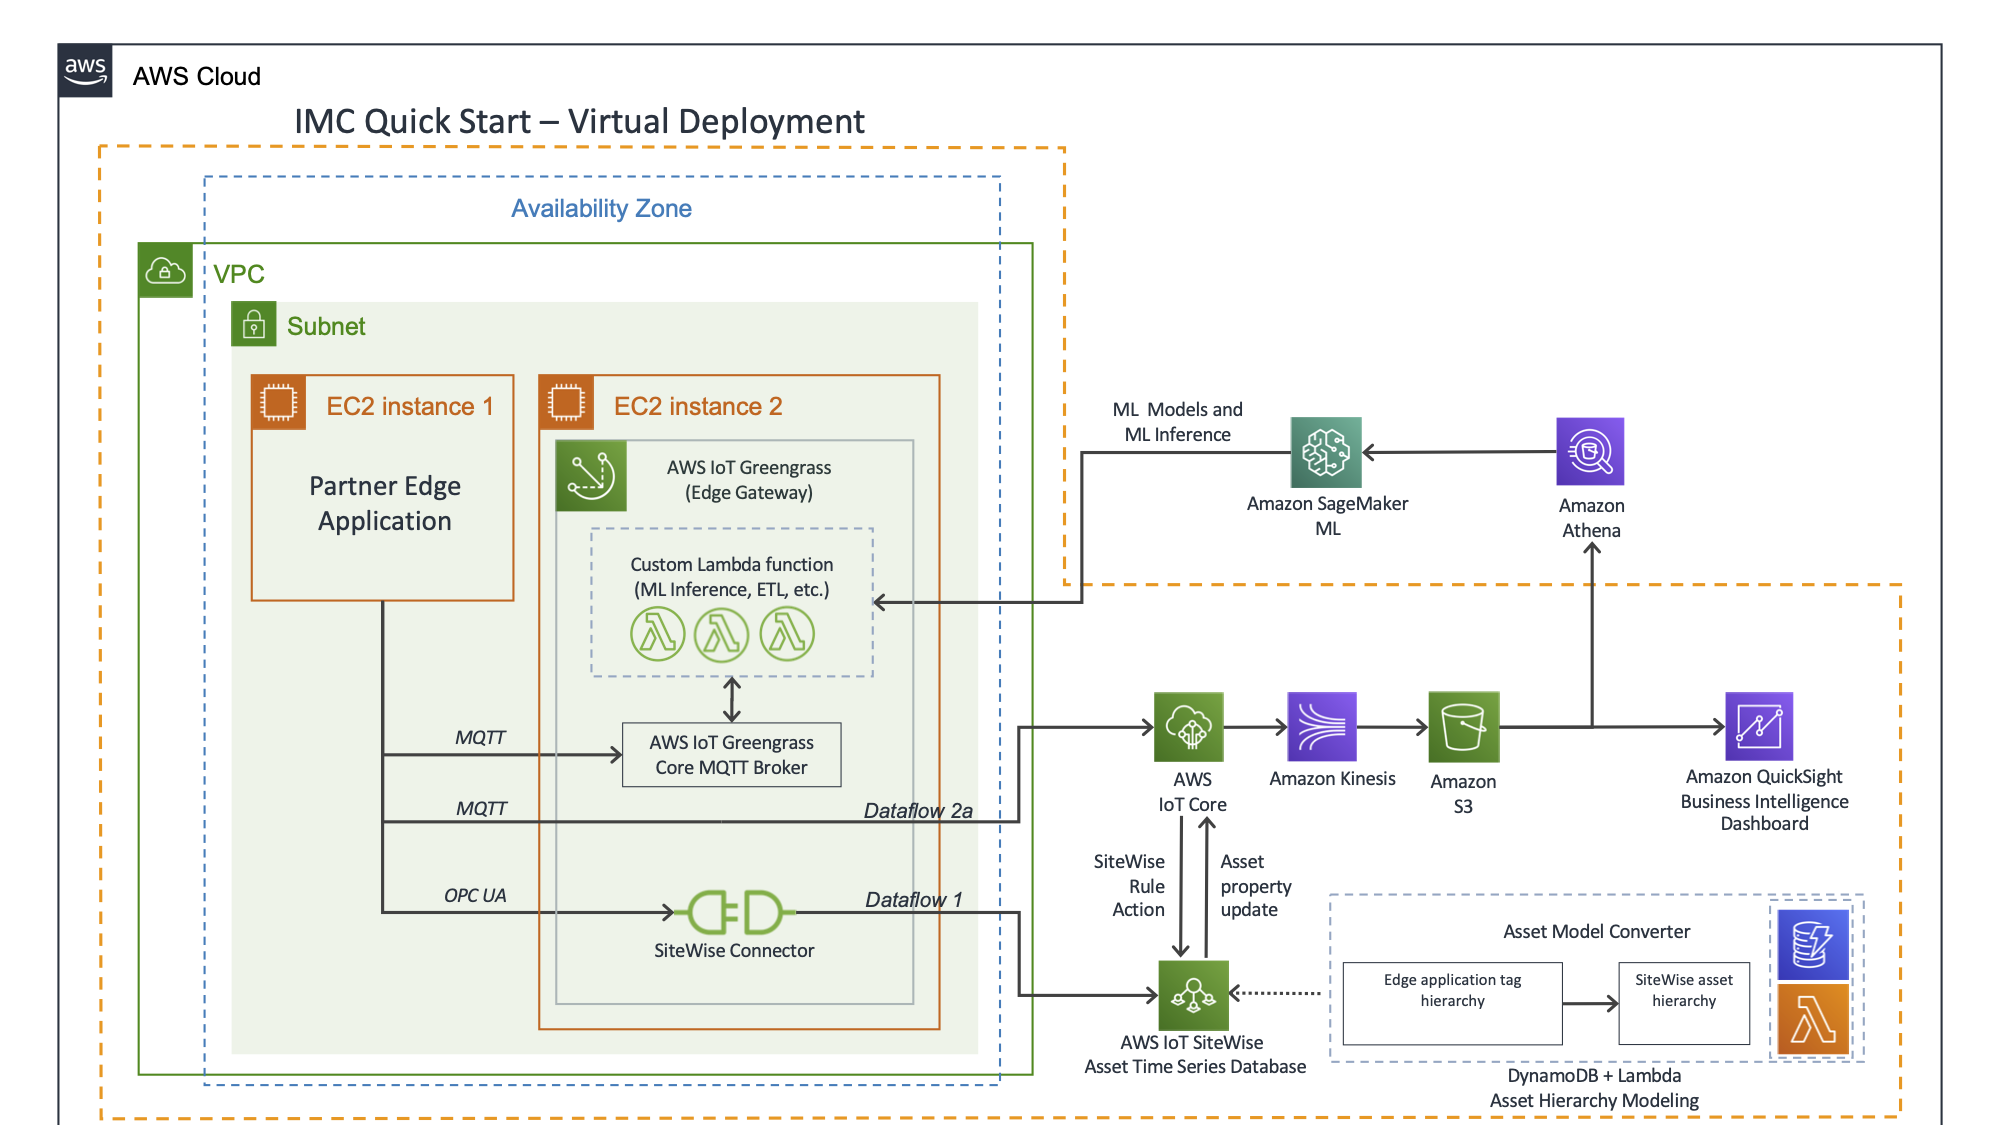 aws
AWS Cloud
IMC Quick Start – Virtual Deployment
Availability Zone
VPC
Subnet
EC2 instance 1
Partner Edge
Application
EC2 instance 2
AWS IoT Greengrass
(Edge Gateway)
Custom Lambda function
(ML Inference, ETL, etc.)
MQTT
AWS IoT Greengrass
Core MQTT Broker
MQTT
Dataflow 2a
OPC UA
Dataflow 1
SiteWise Connector
ML Models and
ML Inference
Amazon SageMaker
ML
Amazon
Athena
AWS
IoT Core
Amazon Kinesis
Amazon
S3
Amazon QuickSight
Business Intelligence
Dashboard
SiteWise
Rule
Action
Asset
property
update
AWS IoT SiteWise
Asset Time Series Database
Asset Model Converter
Edge application tag
hierarchy
SiteWise asset
hierarchy
DynamoDB + Lambda
Asset Hierarchy Modeling